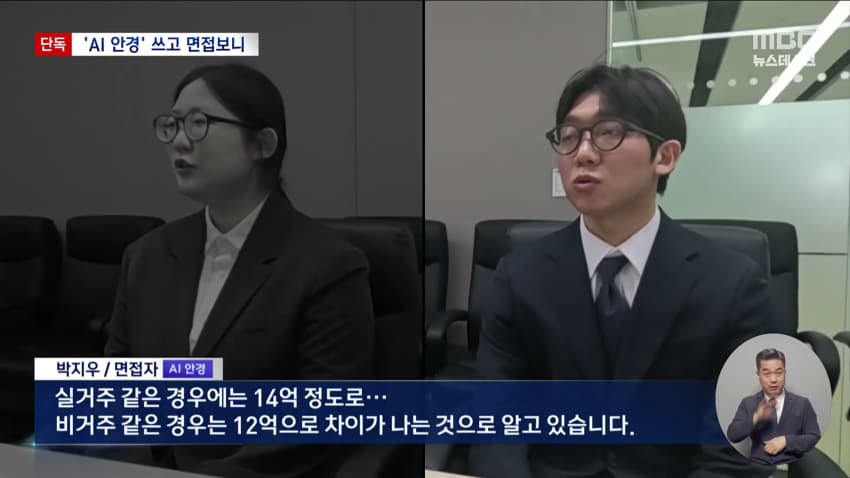 단독 'AI 안경' 쓰고 면접보니
MBC
뉴스데스크
박지우 / 면접자 AI 안경
실거주 같은 경우에는 14억 정도로…
비거주 같은 경우는 12억으로 차이가 나는 것으로 알고 있습니다.